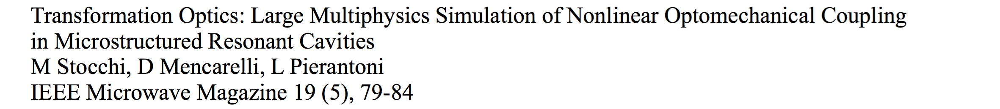 Transformation Optics: Large Multiphysics Simulation of Nonlinear Optomechanical Coupling
in Microstructured Resonant Cavities
M Stocchi, D Mencarelli, L Pierantoni
IEEE Microwave Magazine 19 (5), 79-84